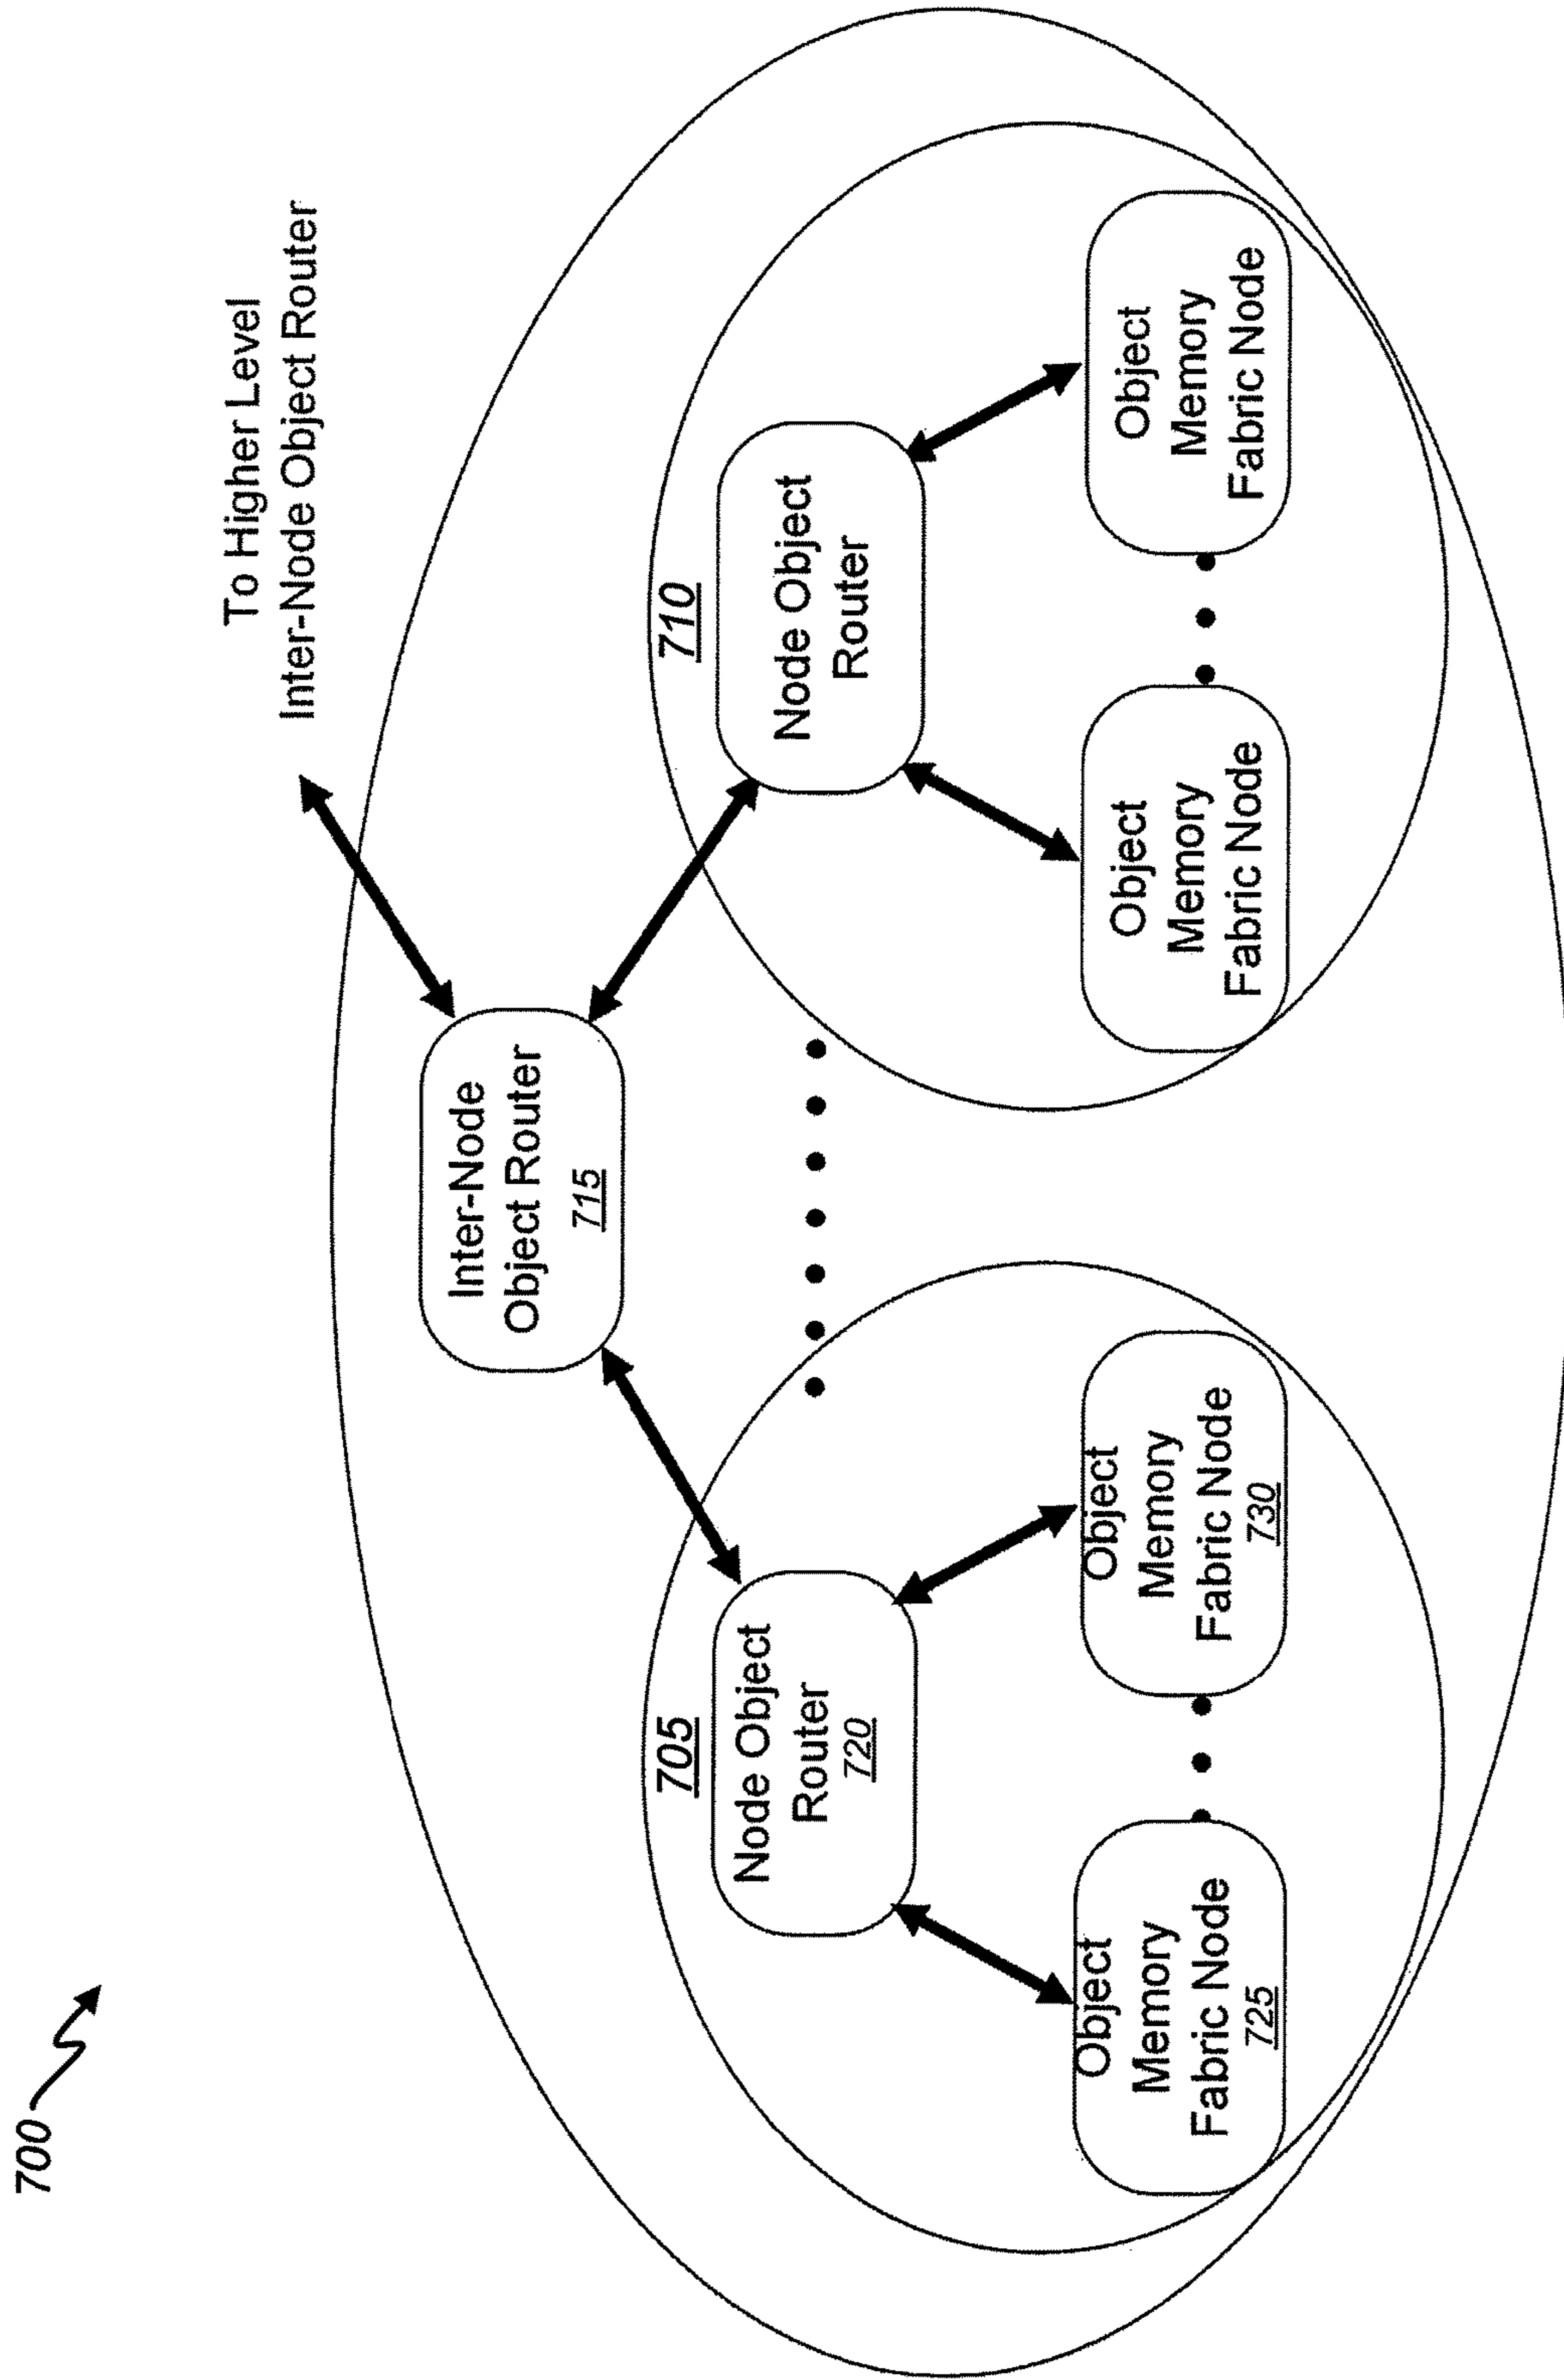 700
To Higher Level
Inter-Node Object Router
Inter-Node
Object Router
715
705
Node Object
Router
720
710
Node Object
Router
Object
Memory
Fabric Node
725
Object
Memory
Fabric Node
730
Object
Memory
Fabric Node
Object
Memory
Fabric Node